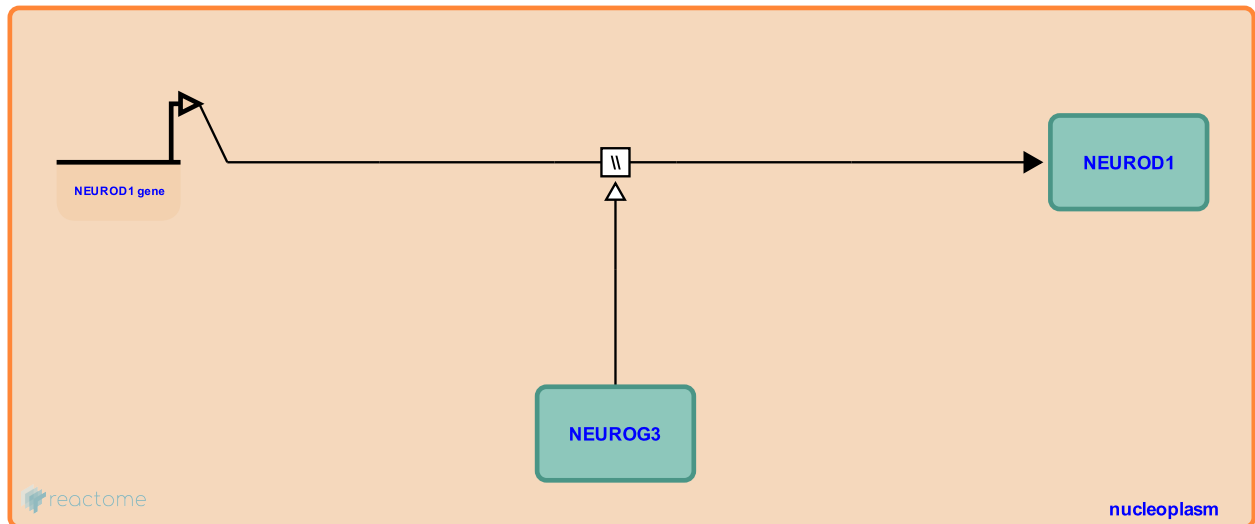 NEUROD1 gene
\\
NEUROD1
NEUROG3
reactome
nucleoplasm